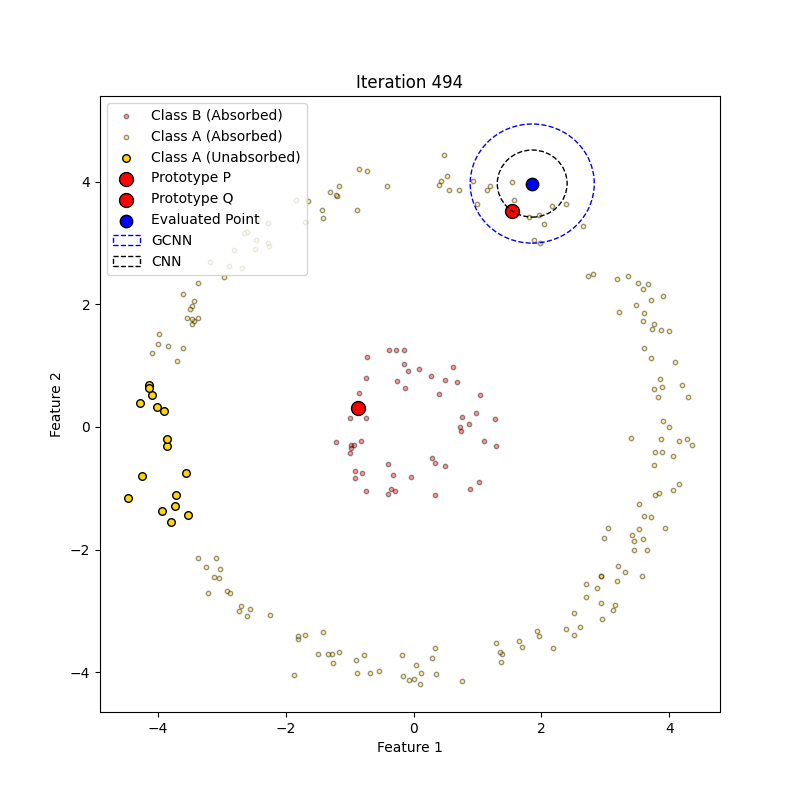 Iteration 494
Class B (Absorbed)
Class A (Absorbed)
Class A (Unabsorbed)
Prototype P
Prototype Q
Evaluated Point
GCNN
CNN
4
2
0
−2
−4
Feature 2
−4
−2
0
2
4
Feature 1